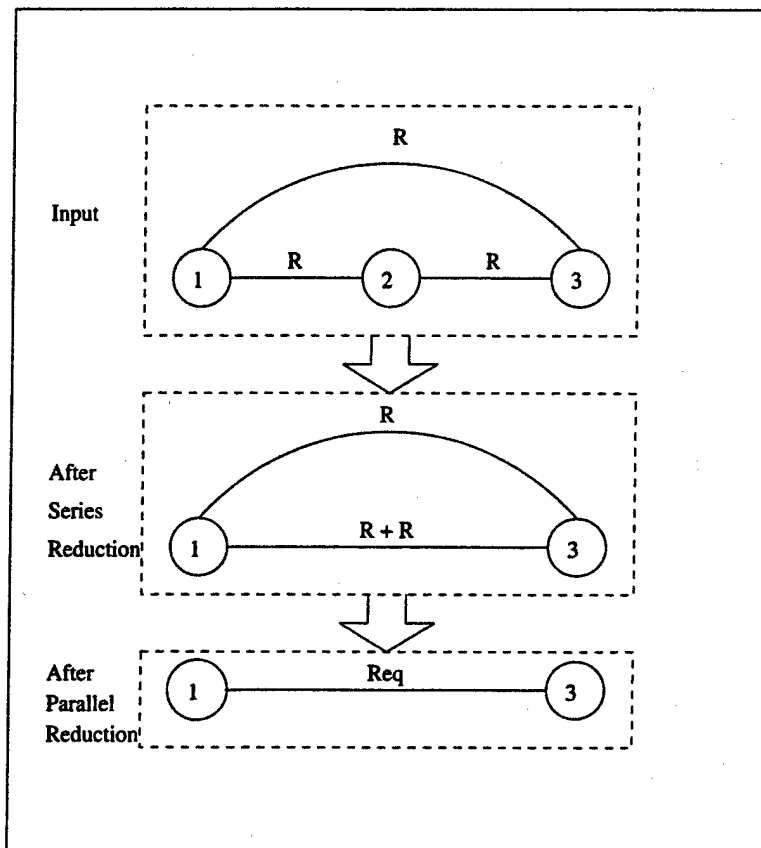 R
Input
R R
1 2 3
R
After
Series
Reduction
R + R
1 3
After
Parallel
Reduction
Req
1 3